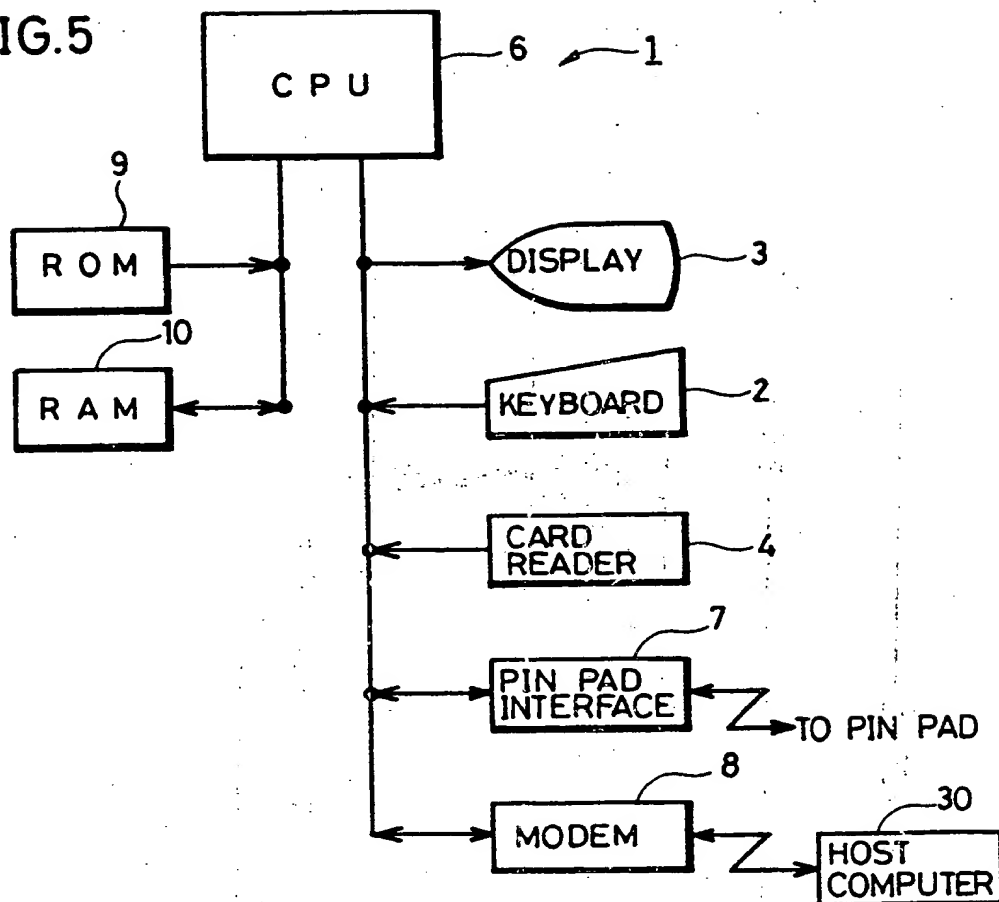 IG.5
CPU
6
1
9
ROM
DISPLAY
3
10
RAM
KEYBOARD
2
CARD
READER
4
7
PIN PAD
INTERFACE
TO PIN PAD
8
MODEM
30
HOST
COMPUTER